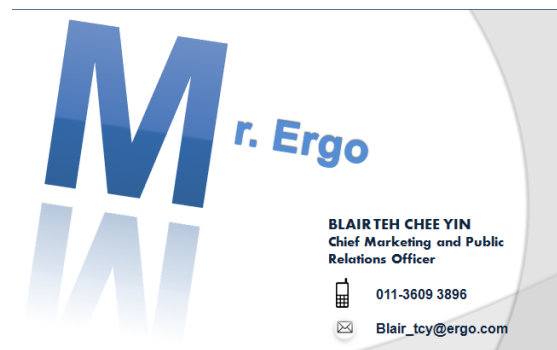 Mr. Ergo
BLAIR TEH CHEE YIN
Chief Marketing and Public
Relations Officer
011-3609 3896
Blair_tcy@ergo.com